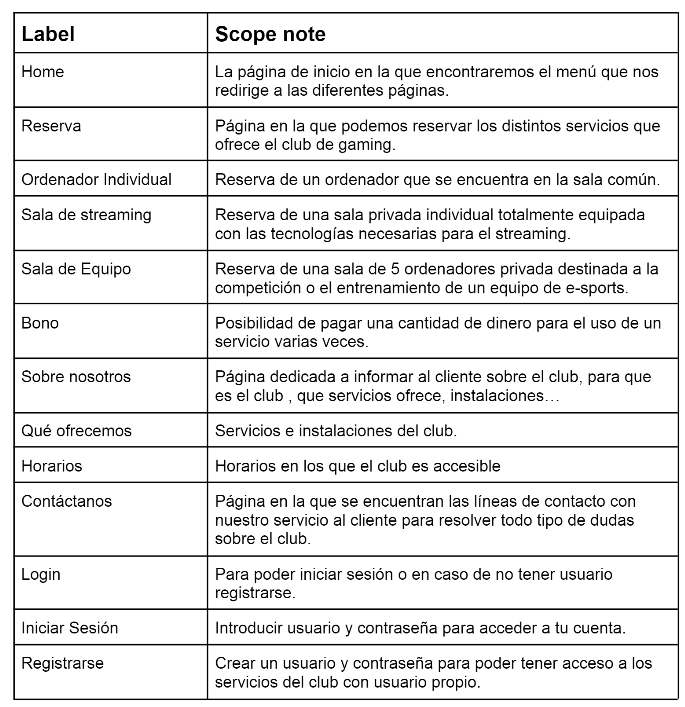 Label
Scope note
Home
La página de inicio en la que encontraremos el menú que nos
redirige a las diferentes páginas.
Reserva
Página en la que podemos reservar los distintos servicios que
ofrece el club de gaming.
Ordenador Individual
Reserva de un ordenador que se encuentra en la sala común.
Sala de streaming
Reserva de una sala privada individual totalmente equipada
con las tecnologías necesarias para el streaming.
Sala de Equipo
Reserva de una sala de 5 ordenadores privada destinada a la
competición o el entrenamiento de un equipo de e-sports.
Bono
Posibilidad de pagar una cantidad de dinero para el uso de un
servicio varias veces.
Sobre nosotros
Página dedicada a informar al cliente sobre el club, para que
es el club , que servicios ofrece, instalaciones…
Qué ofrecemos
Servicios e instalaciones del club.
Horarios
Horarios en los que el club es accesible
Contáctanos
Página en la que se encuentran las líneas de contacto con
nuestro servicio al cliente para resolver todo tipo de dudas
sobre el club.
Login
Para poder iniciar sesión o en caso de no tener usuario
registrarse.
Iniciar Sesión
Introducir usuario y contraseña para acceder a tu cuenta.
Registrarse
Crear un usuario y contraseña para poder tener acceso a los
servicios del club con usuario propio.